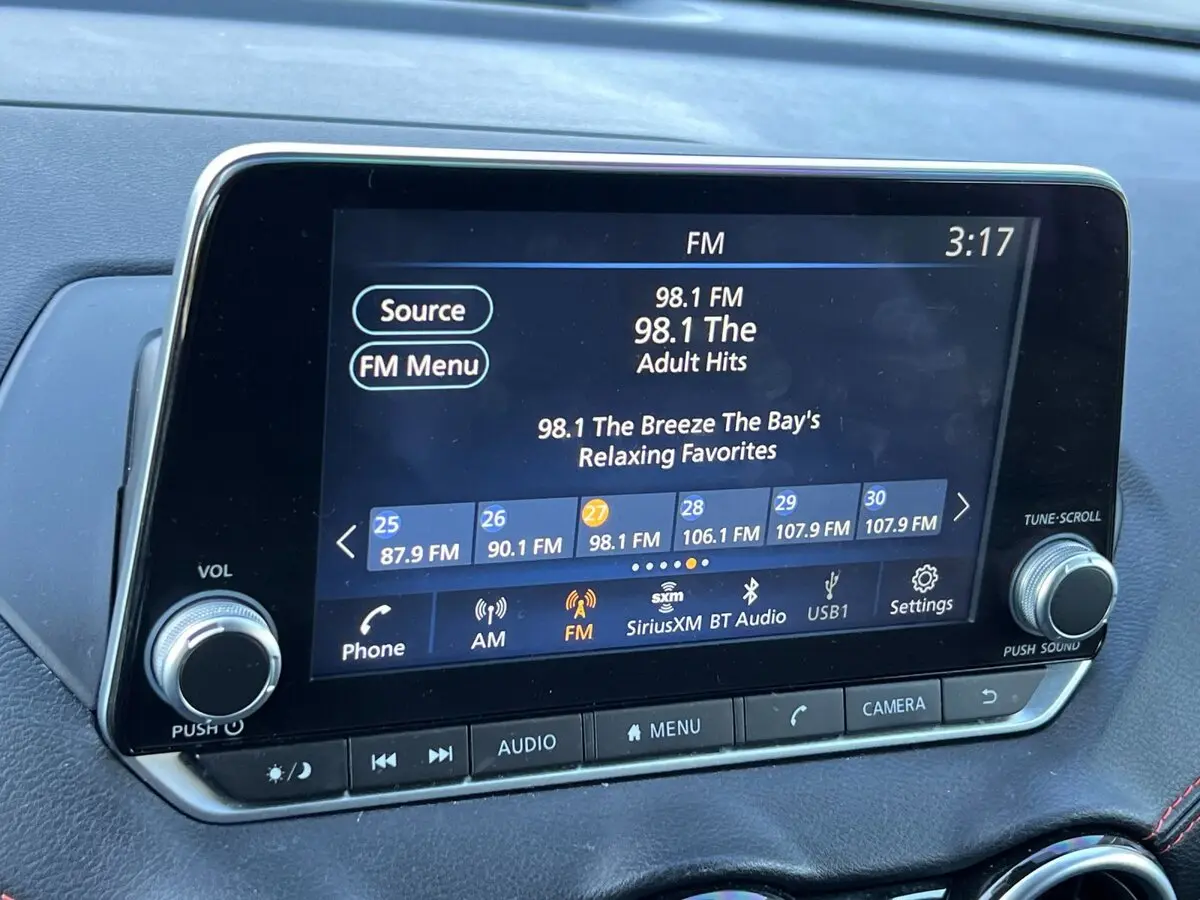 FM
3:17
Source
98.1 FM
98.1 The
FM Menu
Adult Hits
98.1 The Breeze The Bay's
Relaxing Favorites
25
26
27
28
29
30
87.9 FM
90.1 FM
98.1 FM
106.1 FM
107.9 FM
107.9 FM
TUNE·SCROLL
VOL
Phone
AM
FM
sxm
SiriusXM
BT Audio
USB1
Settings
PUSH SOUND
PUSH
AUDIO
MENU
CAMERA